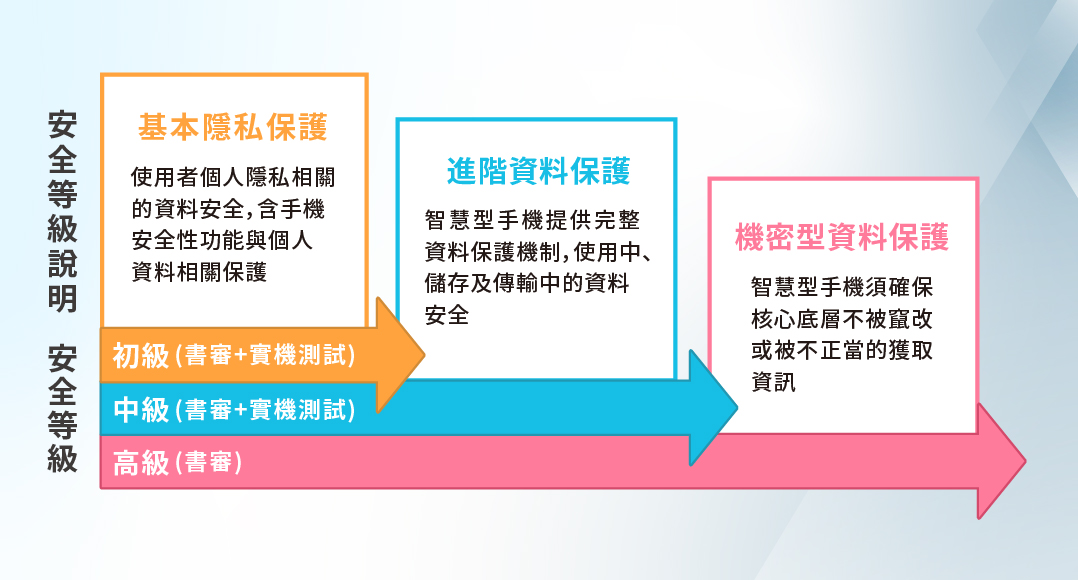 安全等級說明
基本隱私保護
使用者個人隱私相關
的資料安全，含手機
安全性功能與個人
資料相關保護
進階資料保護
智慧型手機提供完整
資料保護機制，使用中、
儲存及傳輸中的資料
安全
機密型資料保護
智慧型手機須確保
核心底層不被竄改
或被不正當的獲取
資訊
安全等級
初級(書審+實機測試)
中級(書審+實機測試)
高級(書審)